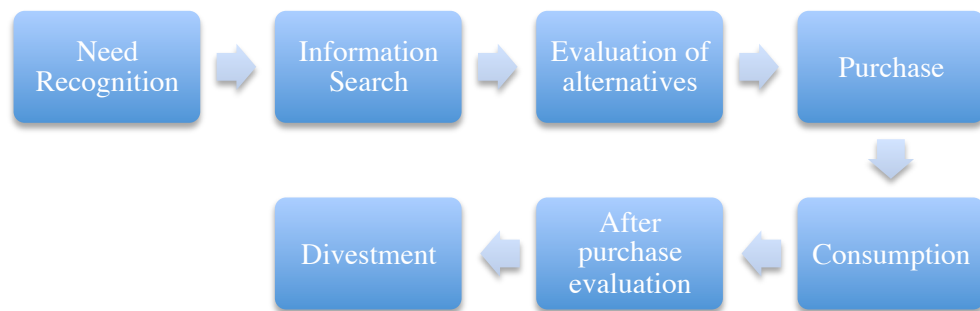 Need
Recognition
Information
Search
Evaluation of
alternatives
Purchase
Consumption
After
purchase
evaluation
Divestment